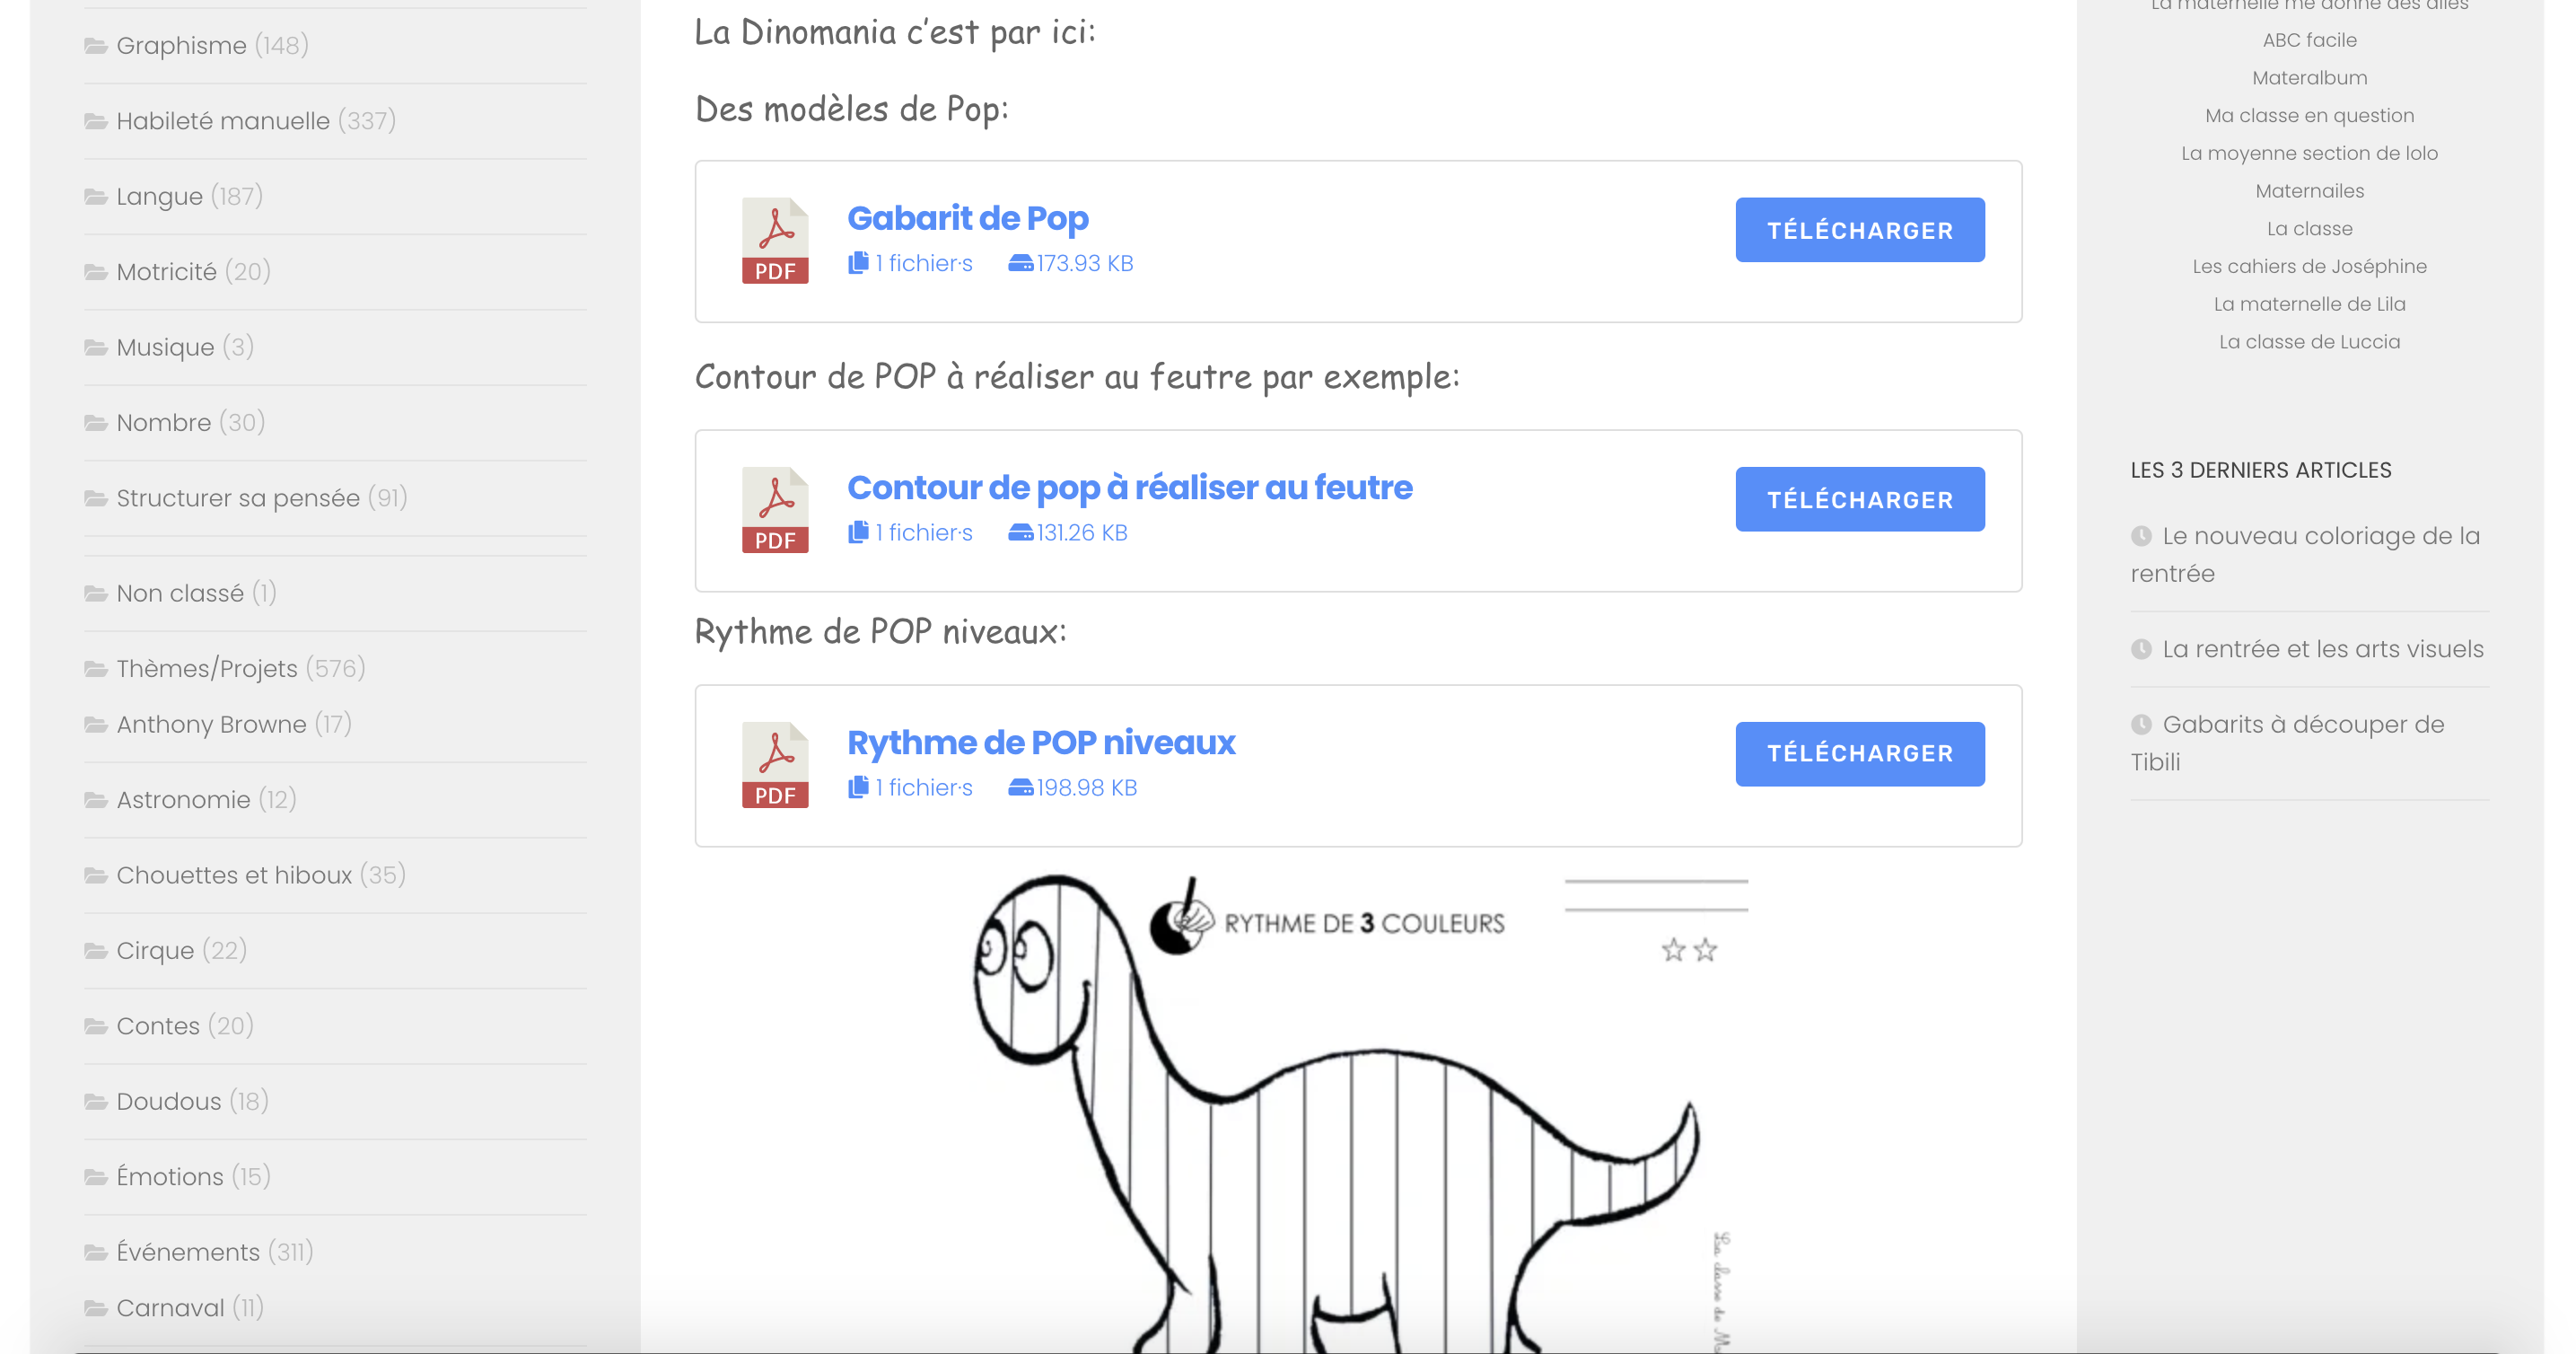 Graphisme (148)
Habileté manuelle (337)
Langue (187)
Motricité (20)
Musique (3)
Nombre (30)
Structurer sa pensée (91)
Non classé (1)
Thèmes/Projets (576)
Anthony Browne (17)
Astronomie (12)
Chouettes et hiboux (35)
Cirque (22)
Contes (20)
Doudous (18)
Émotions (15)
Événements (311)
Carnaval (11)
La Dinomania c’est par ici:
Des modèles de Pop:
PDF
Gabarit de Pop
1 fichier·s 173.93 KB
TÉLÉCHARGER
Contour de POP à réaliser au feutre par exemple:
PDF
Contour de pop à réaliser au feutre
1 fichier·s 131.26 KB
TÉLÉCHARGER
Rythme de POP niveaux:
PDF
Rythme de POP niveaux
1 fichier·s 198.98 KB
TÉLÉCHARGER
RYTHME DE 3 COULEURS
La classe de
La maternelle me donne des ailes
ABC facile
Materalbum
Ma classe en question
La moyenne section de lolo
Maternailes
La classe
Les cahiers de Joséphine
La maternelle de Lila
La classe de Luccia
LES 3 DERNIERS ARTICLES
Le nouveau coloriage de la
rentrée
La rentrée et les arts visuels
Gabarits à découper de
Tibili